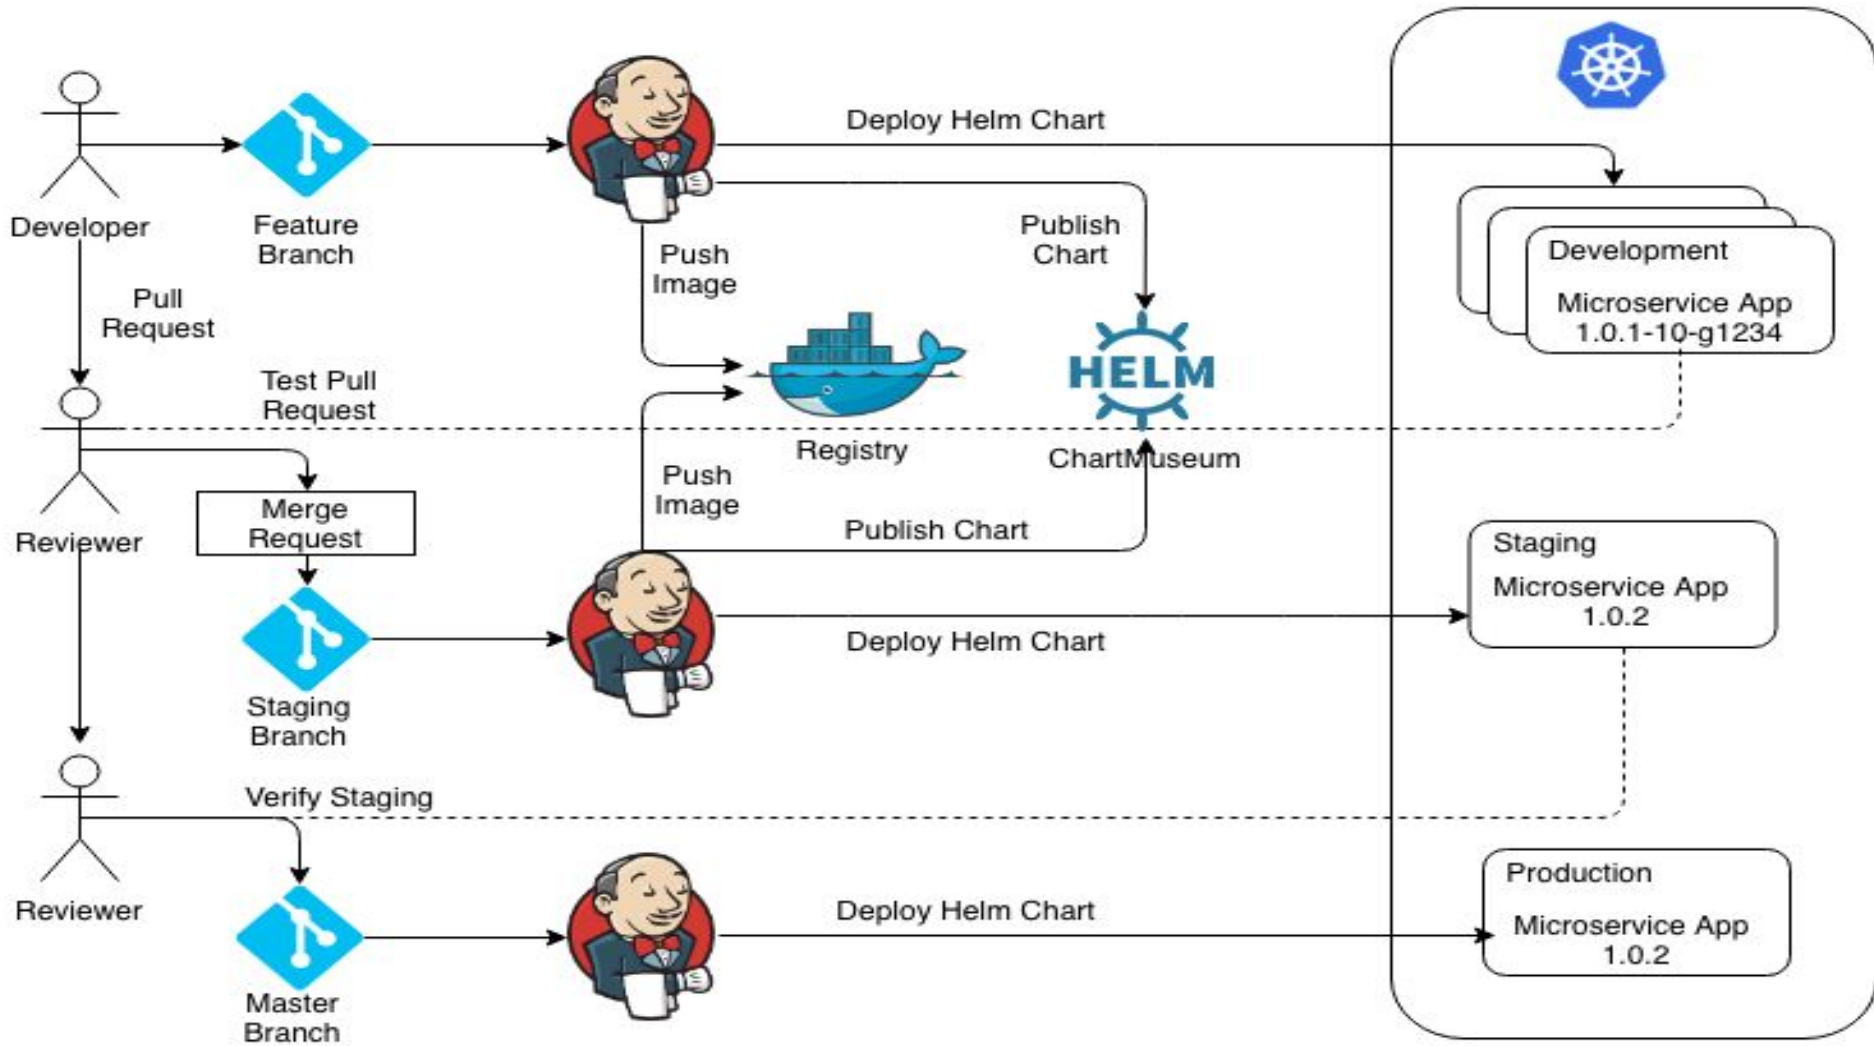 Deploy Helm Chart
Developer
Feature
Branch
Push
Image
Publish
Chart
Development
Microservice App
1.0.1-10-g1234
Pull
Request
Test Pull
Request
HELM
Registry
ChartMuseum
Reviewer
Merge
Request
Push
Image
Publish Chart
Staging
Microservice App
1.0.2
Deploy Helm Chart
Staging
Branch
Verify Staging
Reviewer
Deploy Helm Chart
Production
Microservice App
1.0.2
Master
Branch